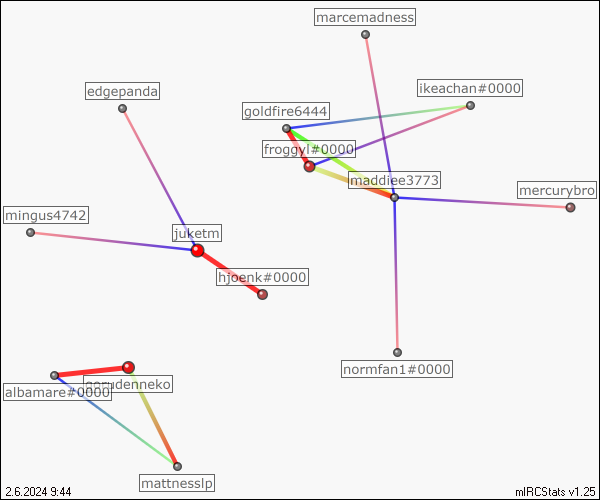 marcemadness
ikeachan#0000
edgepanda
goldfire6444
froggyl#0000
maddiee3773
mercurybro
mingus4742
juketm
hjoenk#0000
normfan1#0000
gorudenneko
albamare#0000
mattnesslp
2.6.2024 9:44
mIRCStats v1.25